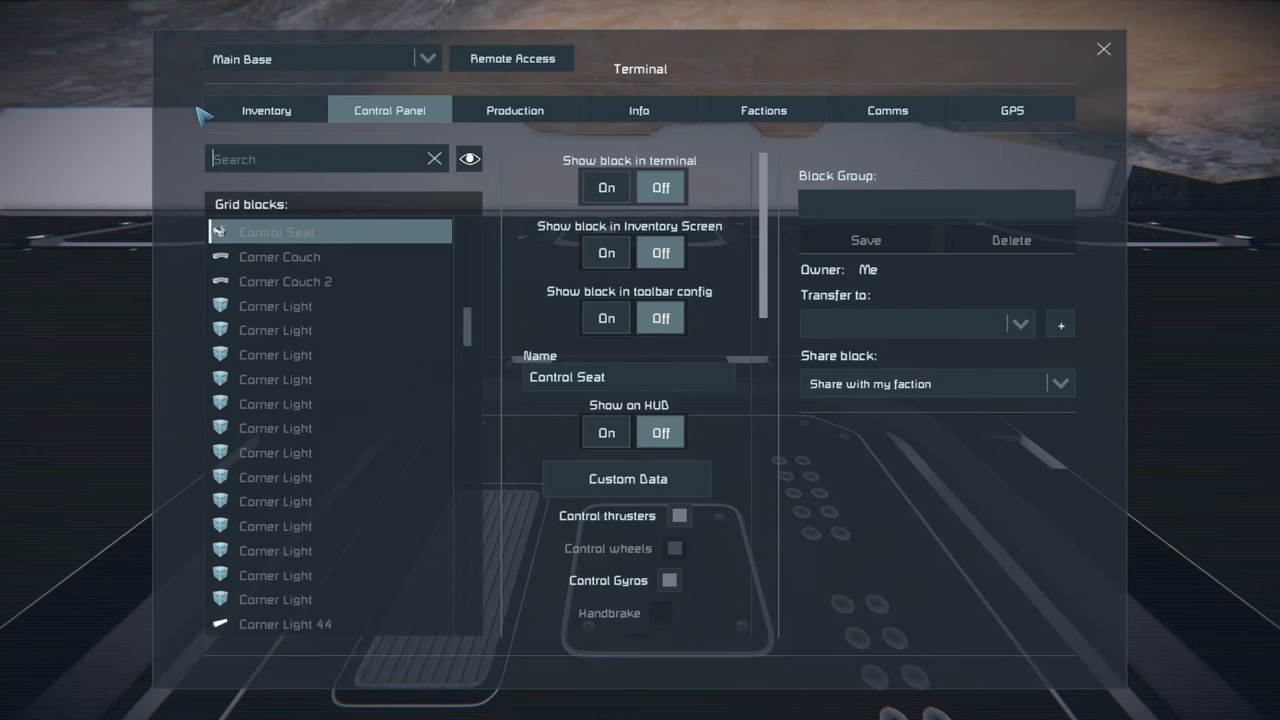 Main Base
Remote Access
Terminal
Inventory
Control Panel
Production
Info
Factions
Comms
GPS
Search
Grid blocks:
Control Seat
Corner Couch
Corner Couch 2
Corner Light
Corner Light
Corner Light
Corner Light
Corner Light
Corner Light
Corner Light
Corner Light
Corner Light
Corner Light
Corner Light
Corner Light
Corner Light
Corner Light 44
Show block in terminal
On
Off
Show block in Inventory Screen
On
Off
Show block in toolbar config
On
Off
Name
Control Seat
Show on HUD
On
Off
Custom Data
Control thrusters
Control wheels
Control Gyros
Handbrake
Block Group:
Save
Delete
Owner: Me
Transfer to:
+
Share block:
Share with my faction